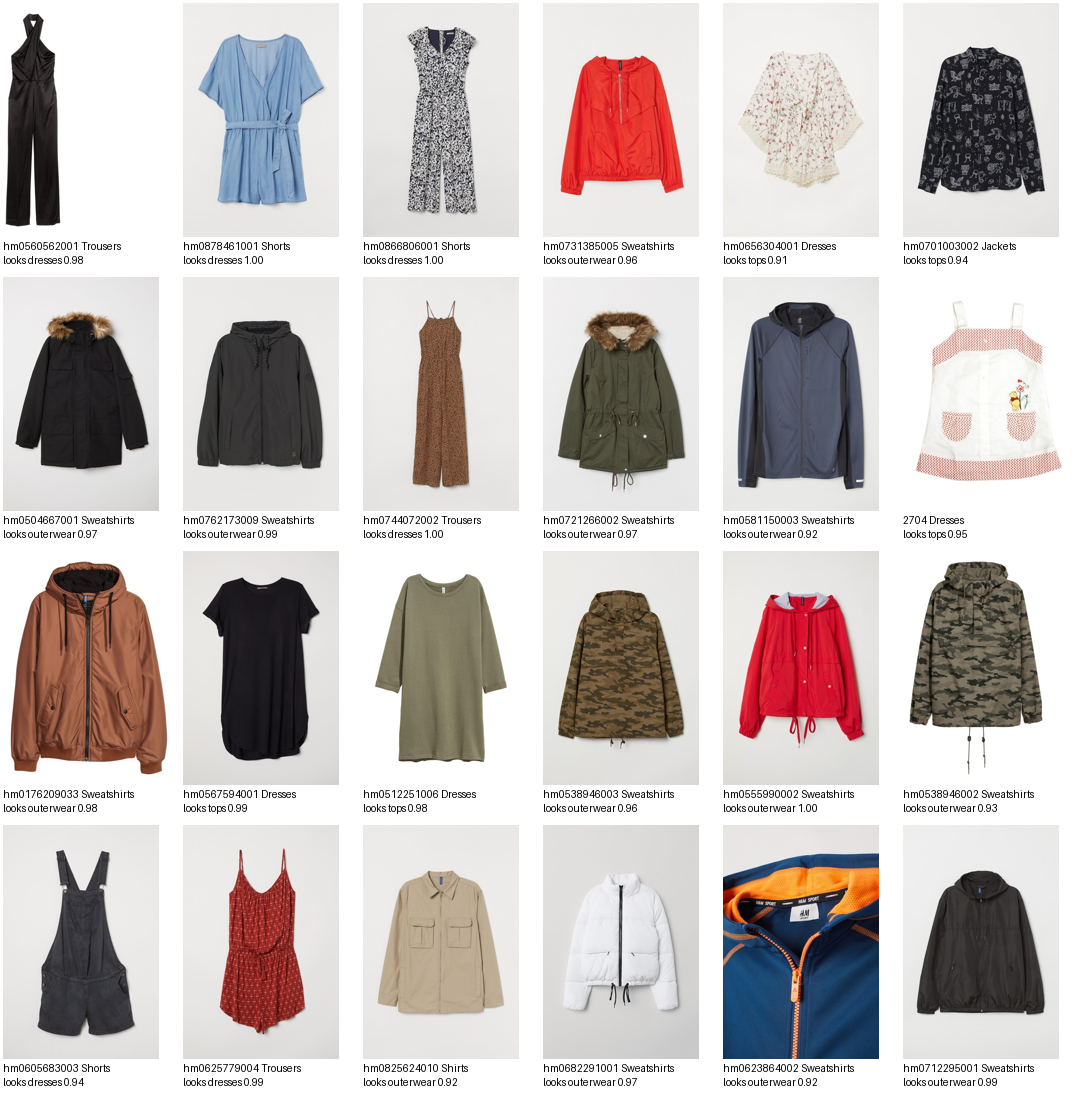 hm0560562001 Trousers
looks dresses 0.98
hm0878461001 Shorts
looks dresses 1.00
hm0866806001 Shorts
looks dresses 1.00
hm0731385005 Sweatshirts
looks outerwear 0.96
hm0656304001 Dresses
looks tops 0.91
hm0701003002 Jackets
looks tops 0.94
hm0504667001 Sweatshirts
looks outerwear 0.97
hm0762173009 Sweatshirts
looks outerwear 0.99
hm0744072002 Trousers
looks dresses 1.00
hm0721266002 Sweatshirts
looks outerwear 0.97
hm0581150003 Sweatshirts
looks outerwear 0.92
2704 Dresses
looks tops 0.95
hm0176209033 Sweatshirts
looks outerwear 0.98
hm0567594001 Dresses
looks tops 0.99
hm0512251006 Dresses
looks tops 0.98
hm0538946003 Sweatshirts
looks outerwear 0.96
hm0555990002 Sweatshirts
looks outerwear 1.00
hm0538946002 Sweatshirts
looks outerwear 0.93
H&M SPORT H&M SPORT
H&M
hm0605683003 Shorts
looks dresses 0.94
hm0625779004 Trousers
looks dresses 0.99
hm0825624010 Shirts
looks outerwear 0.92
hm0682291001 Sweatshirts
looks outerwear 0.97
hm0623864002 Sweatshirts
looks outerwear 0.92
hm0712295001 Sweatshirts
looks outerwear 0.99